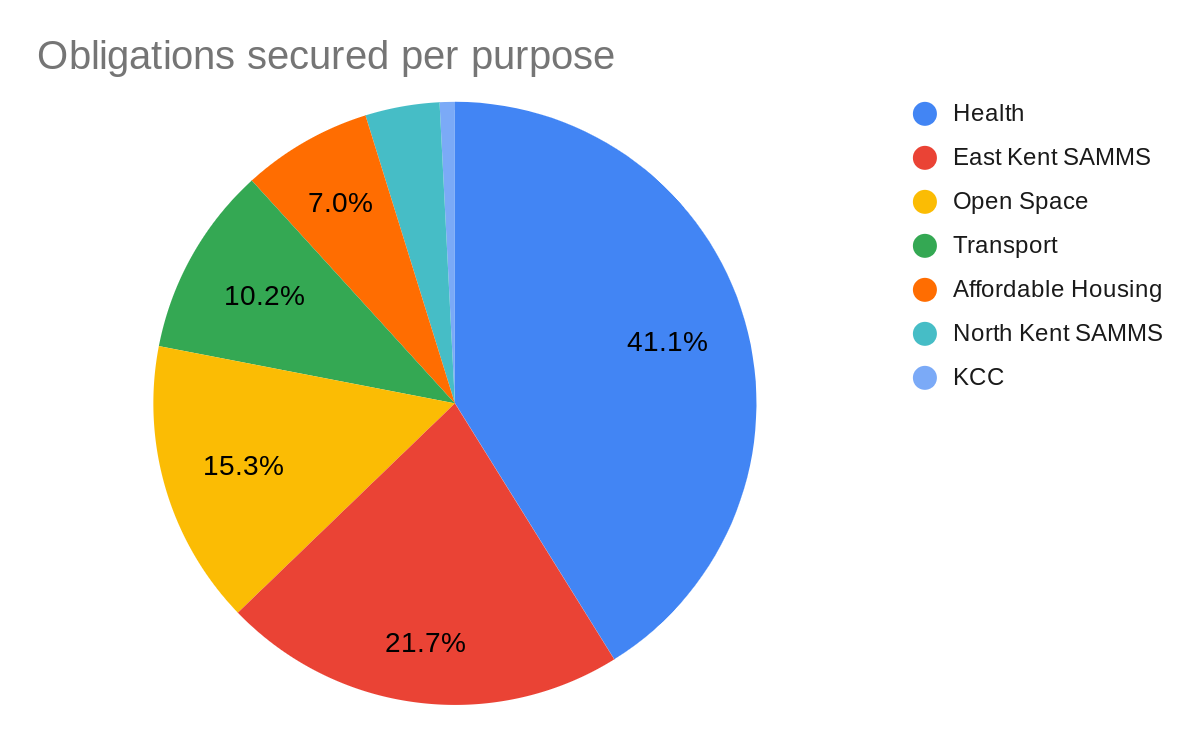 Obligations secured per purpose
Health
East Kent SAMMS
Open Space
Transport
Affordable Housing
North Kent SAMMS
KCC
7.0%
10.2%
41.1%
15.3%
21.7%